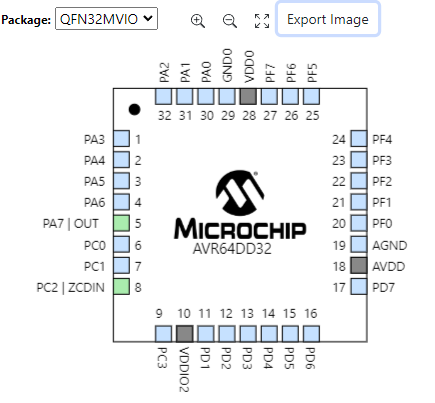 Package: QFN32MVIO Export Image
PA2 PA1 PA0 GND0 VDD0 PF7 PF6 PF5
32 31 30 29 28 27 26 25
PA3 1 24 PF4
PA4 2 23 PF3
PA5 3 22 PF2
PA6 4 21 PF1
PA7 | OUT 5 20 PF0
PC0 6 19 AGND
PC1 7 18 AVDD
PC2 | ZCDIN 8 17 PD7
MICROCHIP
AVR64DD32
9 10 11 12 13 14 15 16
PC3 VDDIO2 PD1 PD2 PD3 PD4 PD5 PD6